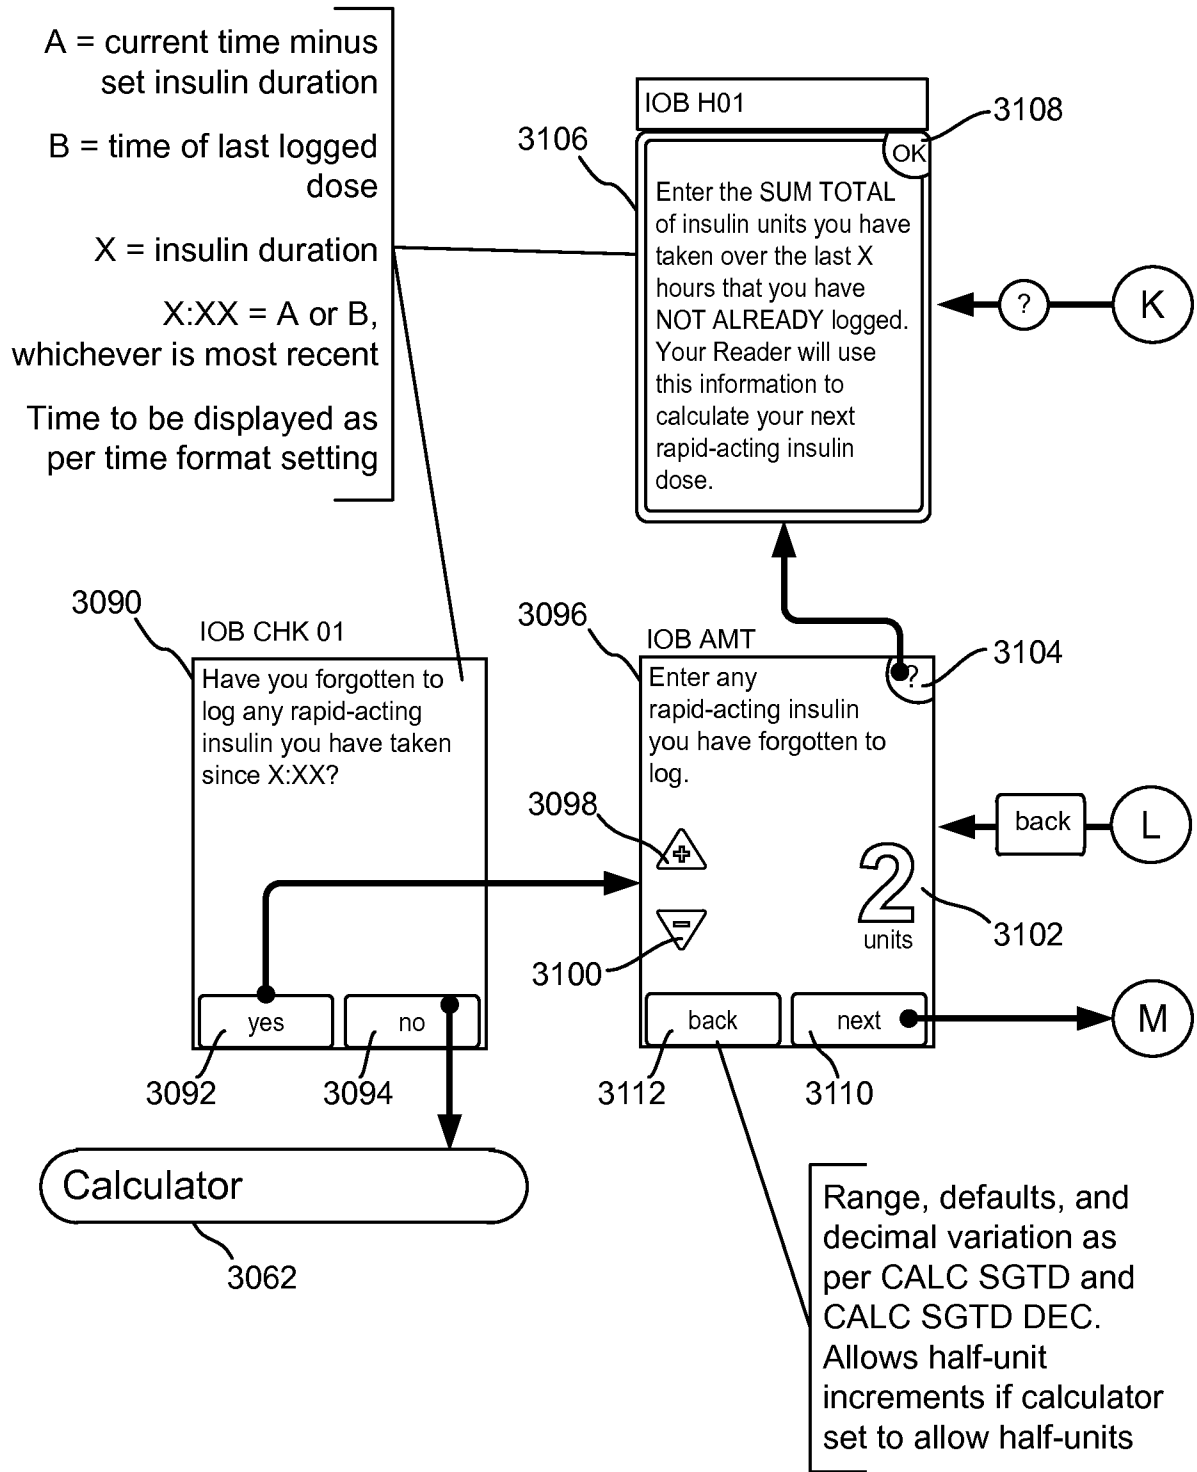 A = current time minus
set insulin duration
B = time of last logged
dose
X = insulin duration
X:XX = A or B,
whichever is most recent
Time to be displayed as
per time format setting
IOB H01
3106
3108
OK
Enter the SUM TOTAL
of insulin units you have
taken over the last X
hours that you have
NOT ALREADY logged.
Your Reader will use
this information to
calculate your next
rapid-acting insulin
dose.
?
K
3090
IOB CHK 01
Have you forgotten to
log any rapid-acting
insulin you have taken
since X:XX?
yes
no
3092
3094
Calculator
3062
3096
IOB AMT
?
3104
Enter any
rapid-acting insulin
you have forgotten to
log.
3098
+
−
3100
2
units
3102
back
L
back
next
M
3112
3110
Range, defaults, and
decimal variation as
per CALC SGTD and
CALC SGTD DEC.
Allows half-unit
increments if calculator
set to allow half-units